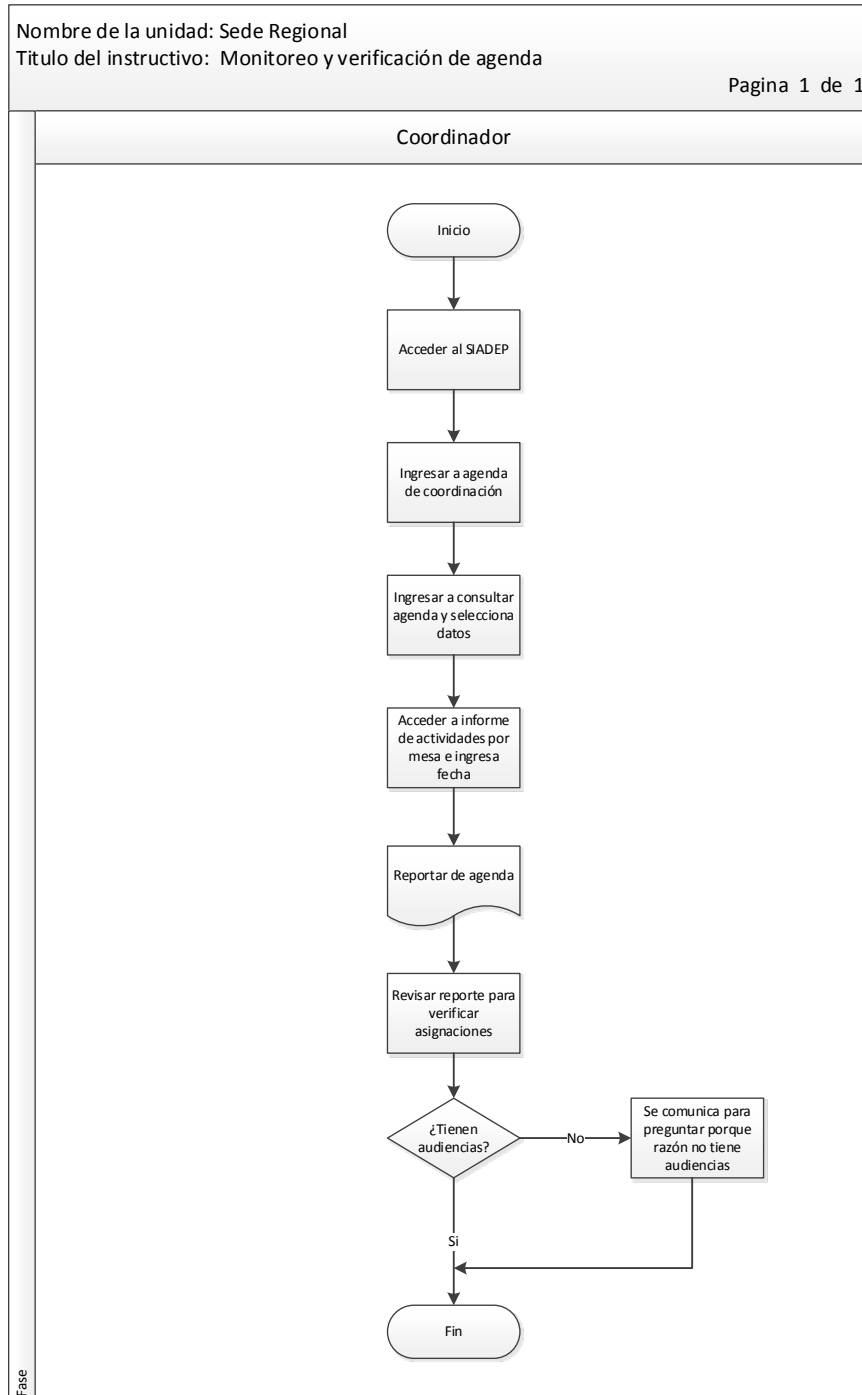 Nombre de la unidad: Sede Regional
Titulo del instructivo: Monitoreo y verificación de agenda
Pagina 1 de 1
Coordinador
Inicio
Acceder al SIADEP
Ingresar a agenda
de coordinación
Ingresar a consultar
agenda y selecciona
datos
Acceder a informe
de actividades por
mesa e ingresa
fecha
Reportar de agenda
Revisar reporte para
verificar
asignaciones
¿Tienen
audiencias?
No
Se comunica para
preguntar porque
razón no tiene
audiencias
Si
Fin
Fase